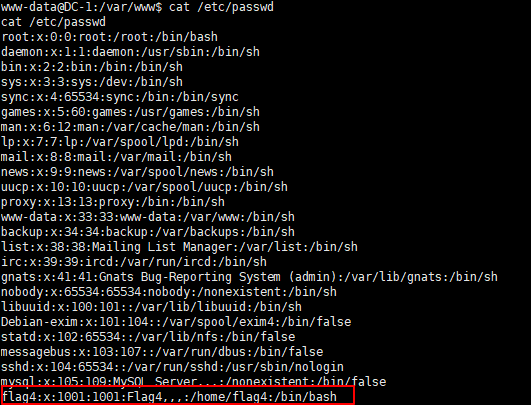 www-data@DC-1:/var/www$ cat /etc/passwd
cat /etc/passwd
root:x:0:0:root:/root:/bin/bash
daemon:x:1:1:daemon:/usr/sbin:/bin/sh
bin:x:2:2:bin:/bin:/bin/sh
sys:x:3:3:sys:/dev:/bin/sh
sync:x:4:65534:sync:/bin:/bin/sync
games:x:5:60:games:/usr/games:/bin/sh
man:x:6:12:man:/var/cache/man:/bin/sh
lp:x:7:7:lp:/var/spool/lpd:/bin/sh
mail:x:8:8:mail:/var/mail:/bin/sh
news:x:9:9:news:/var/spool/news:/bin/sh
uucp:x:10:10:uucp:/var/spool/uucp:/bin/sh
proxy:x:13:13:proxy:/bin:/bin/sh
www-data:x:33:33:www-data:/var/www:/bin/sh
backup:x:34:34:backup:/var/backups:/bin/sh
list:x:38:38:Mailing List Manager:/var/list:/bin/sh
irc:x:39:39:ircd:/var/run/ircd:/bin/sh
gnats:x:41:41:Gnats Bug-Reporting System (admin):/var/lib/gnats:/bin/sh
nobody:x:65534:65534:nobody:/nonexistent:/bin/sh
libuuid:x:100:101::/var/lib/libuuid:/bin/sh
Debian-exim:x:101:104::/var/spool/exim4:/bin/false
statd:x:102:65534::/var/lib/nfs:/bin/false
messagebus:x:103:107::/var/run/dbus:/bin/false
sshd:x:104:65534::/var/run/sshd:/usr/sbin/nologin
mysql:x:105:109:MySQL Server,,,:/nonexistent:/bin/false
flag4:x:1001:1001:Flag4,,,:/home/flag4:/bin/bash